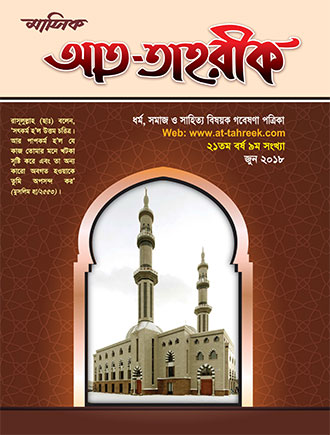 মাসিক
আত-তাহরীক
ধর্ম, সমাজ ও সাহিত্য বিষয়ক গবেষণা পত্রিকা
Web: www.at-tahreek.com
২১তম বর্ষ ৯ম সংখ্যা
জুন ২০১৮
রাসূলুল্লাহ (ছাঃ) বলেন,
'সৎকর্ম হ'ল উত্তম চরিত্র।
আর পাপকর্ম হ'ল যে
কাজ তোমার মনে খটকা
সৃষ্টি করে এবং তা অন্য
কারো অবগত হওয়াকে
তুমি অপসন্দ কর'
(মুসলিম হা/২৫৫৩)।